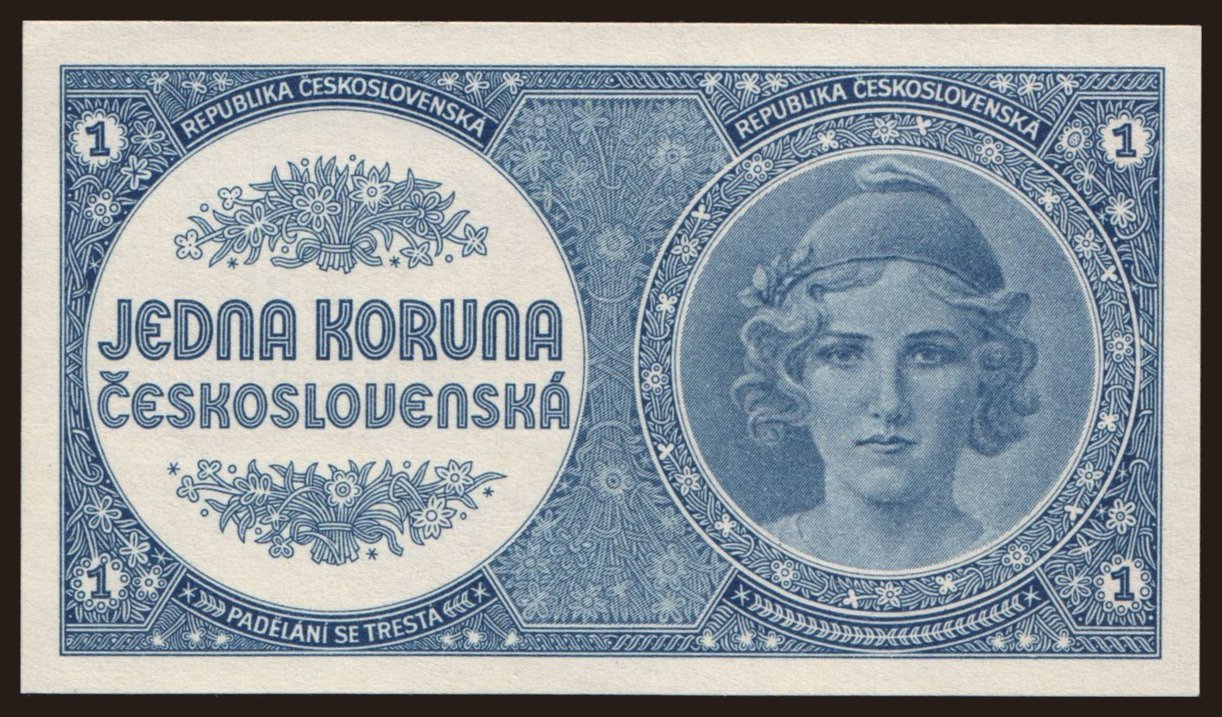 REPUBLIKA ČESKOSLOVENSKÁ
REPUBLIKA ČESKOSLOVENSKÁ
1
1
JEDNA KORUNA
ČESKOSLOVENSKÁ
1
1
PADĚLÁNÍ SE TRESTÁ